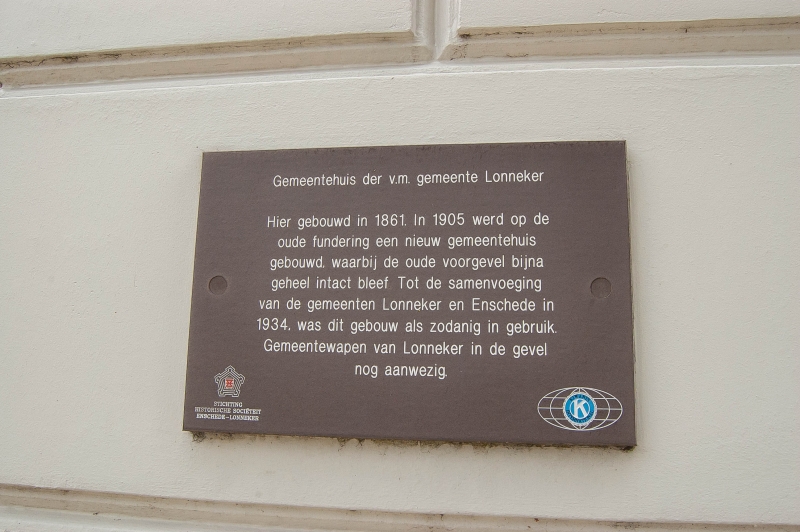 Gemeentehuis der v.m. gemeente Lonneker
Hier gebouwd in 1861. In 1905 werd op de
oude fundering een nieuw gemeentehuis
gebouwd, waarbij de oude voorgevel bijna
geheel intact bleef. Tot de samenvoeging
van de gemeenten Lonneker en Enschede in
1934, was dit gebouw als zodanig in gebruik.
Gemeentewapen van Lonneker in de gevel
nog aanwezig.
STICHTING
HISTORISCHE SOCIËTEIT
ENSCHEDE-LONNEKER
K